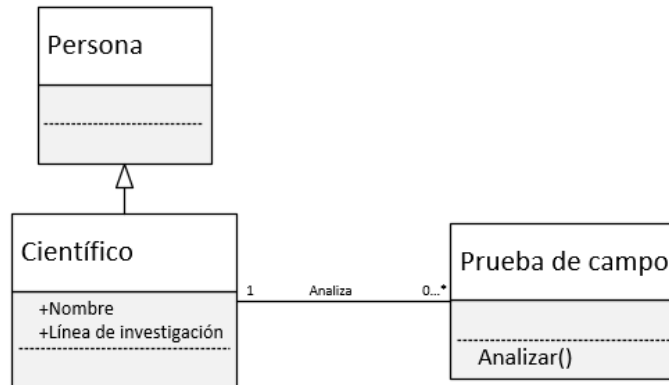 Persona
Científico
+Nombre
+Línea de investigación
1 Analiza 0...*
Prueba de campo
Analizar()